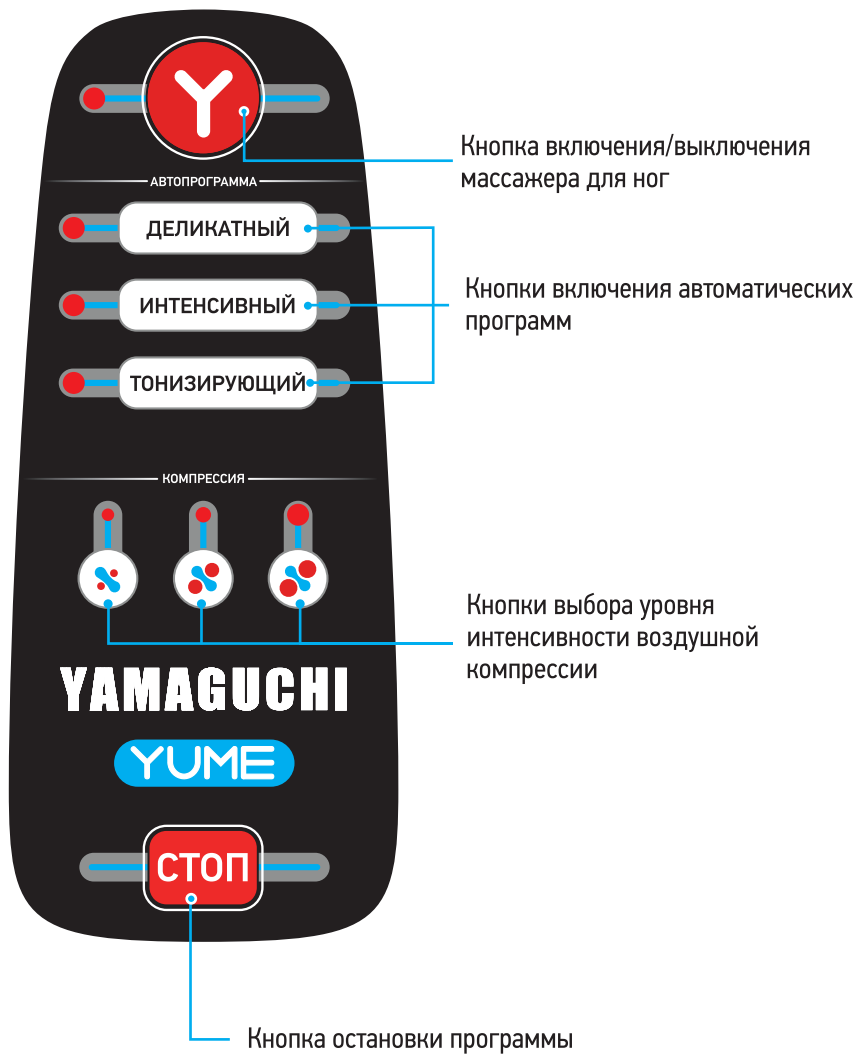 Y
Кнопка включения/выключения
массажера для ног
АВТОПРОГРАММА
ДЕЛИКАТНЫЙ
ИНТЕНСИВНЫЙ
ТОНИЗИРУЮЩИЙ
Кнопки включения автоматических
программ
КОМПРЕССИЯ
Кнопки выбора уровня
интенсивности воздушной
компрессии
YAMAGUCHI
YUME
СТОП
Кнопка остановки программы